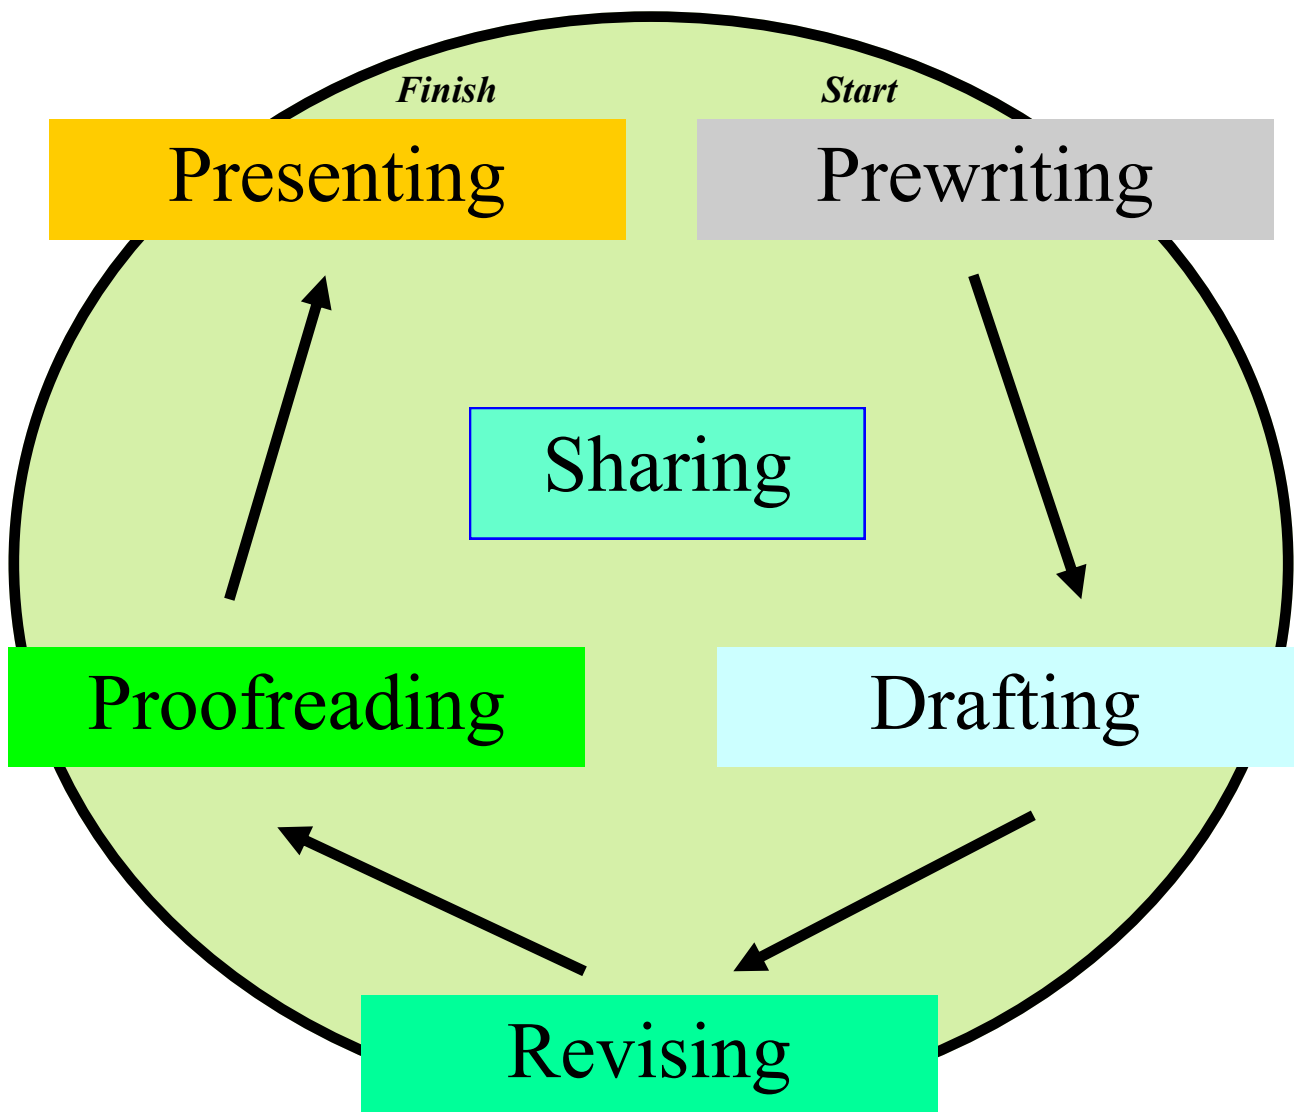 Finish
Start
Presenting
Prewriting
Sharing
Proofreading
Drafting
Revising